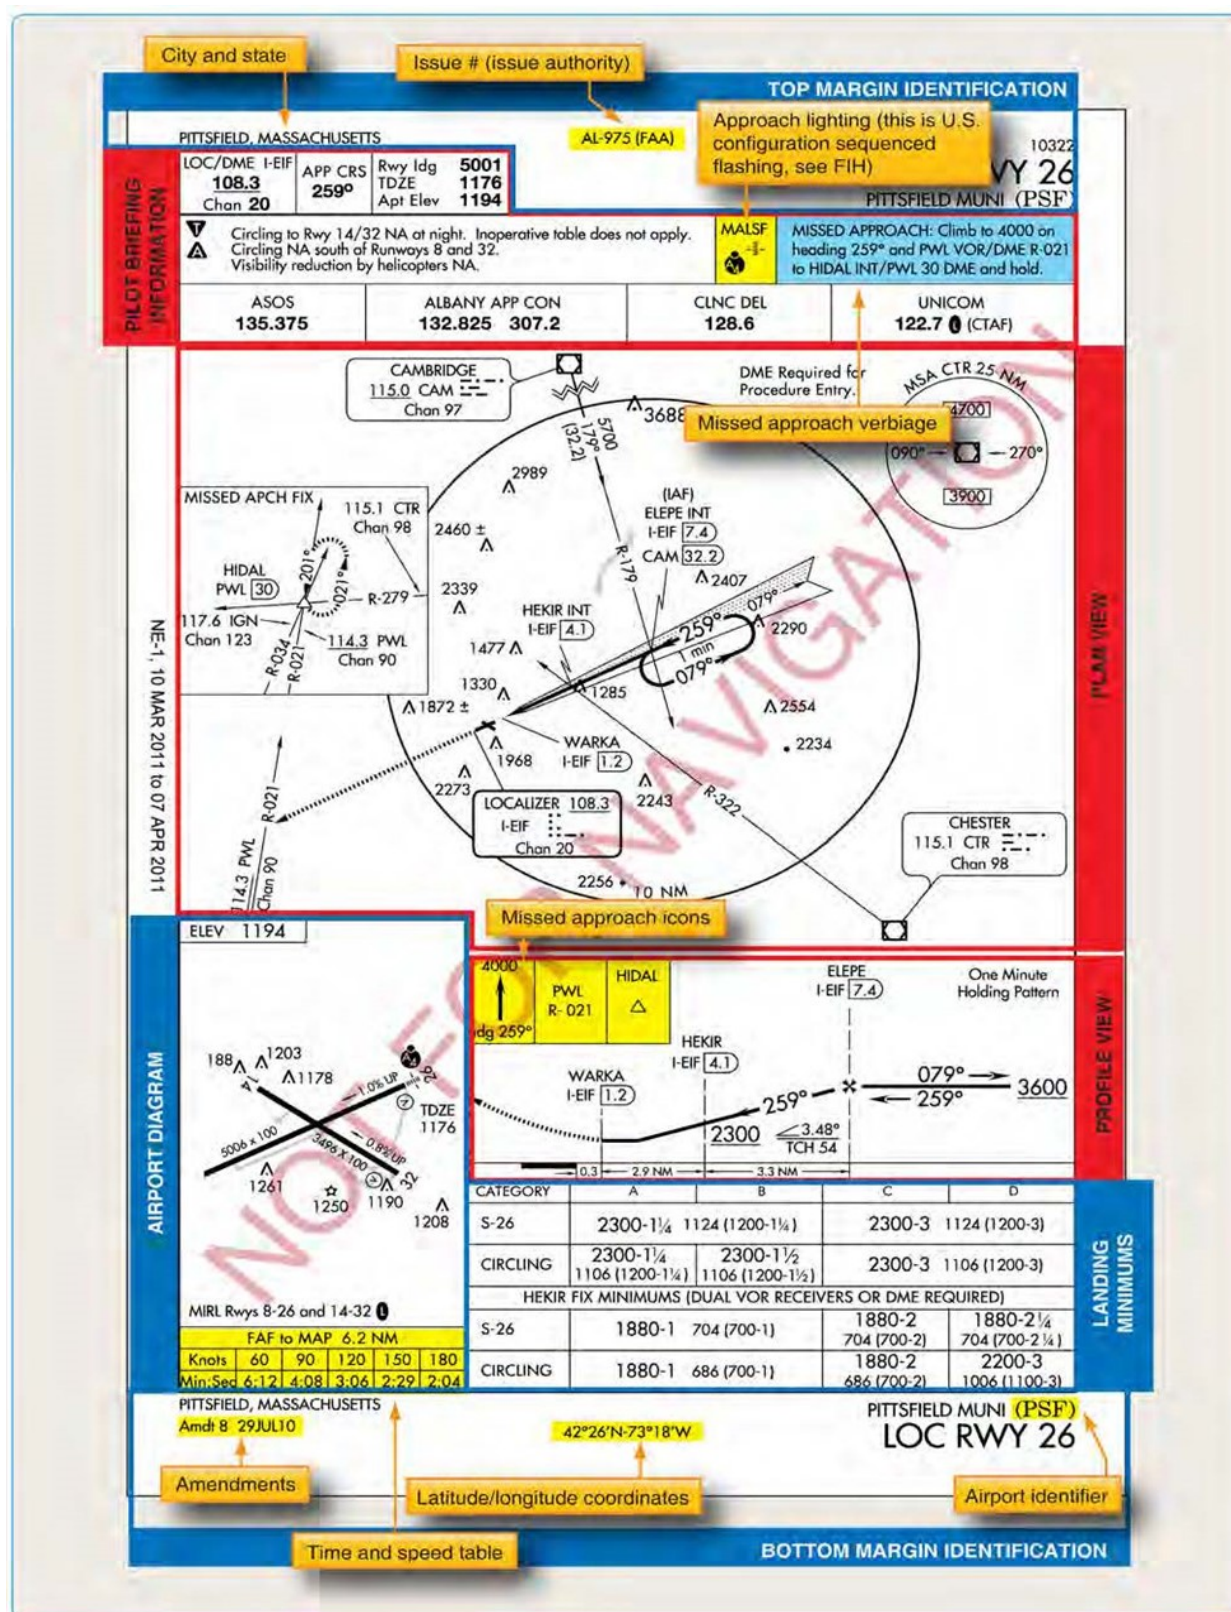 City and state
Issue # (issue authority)
TOP MARGIN IDENTIFICATION
PITTSFIELD, MASSACHUSETTS
AL-975 (FAA)
Approach lighting (this is U.S.
configuration sequenced
flashing, see FIH)
10322
WY 26
PITTSFIELD MUNI (PSF)
PILOT BRIEFING
INFORMATION
LOC/DME I-EIF
108.3
Chan 20
APP CRS
259°
Rwy ldg 5001
TDZE 1176
Apt Elev 1194
T
A
Circling to Rwy 14/32 NA at night. Inoperative table does not apply.
Circling NA south of Runways 8 and 32.
Visibility reduction by helicopters NA.
MALSF
A4
MISSED APPROACH: Climb to 4000 on
heading 259° and PWL VOR/DME R-021
to HIDAL INT/PWL 30 DME and hold.
ASOS
135.375
ALBANY APP CON
132.825 307.2
CLNC DEL
128.6
UNICOM
122.7 L (CTAF)
PLAM VIEW
CAMBRIDGE
115.0 CAM
Chan 97
DME Required for
Procedure Entry.
Missed approach verbiage
MSA CTR 25 NM
4700
090°
270°
3900
3688
5700
179°
(32.2)
2989
MISSED APCH FIX
115.1 CTR
Chan 98
HIDAL
PWL 30
201°
021°
R-279
117.6 IGN
Chan 123
114.3 PWL
Chan 90
R-034
R-021
2460 ±
2339
(IAF)
ELEPE INT
I-EIF 7.4
CAM 32.2
R-179
2407
079°
259°
2290
1 min
079°
HEKIR INT
I-EIF 4.1
1477
1330
1285
1872 ±
2554
2234
WARKA
I-EIF 1.2
1968
2273
2243
LOCALIZER 108.3
I-EIF
Chan 20
R-322
CHESTER
115.1 CTR
Chan 98
2256
10 NM
R-021
114.3 PWL
Chan 90
NE-1, 10 MAR 2011 to 07 APR 2011
NOT FOR NAVIGATION
Missed approach icons
AIRPORT DIAGRAM
ELEV 1194
188
1203
1178
14
26
A4
1.0% UP
TDZE
1176
5006 x 100
3496 X 100
0.8% UP
32
1261
1250
1190
1208
MIRL Rwys 8-26 and 14-32 L
FAF to MAP 6.2 NM
Knots 60 90 120 150 180
Min:Sec 6:12 4:08 3:06 2:29 2:04
PROFILE VIEW
4000
hdg 259°
PWL
R- 021
HIDAL
ELEPE
I-EIF 7.4
One Minute
Holding Pattern
HEKIR
I-EIF 4.1
WARKA
I-EIF 1.2
079°
259°
3600
259°
2300
3.48°
TCH 54
0.3
2.9 NM
3.3 NM
LANDING
MINIMUMS
CATEGORY A B C D
S-26 2300-1¼ 1124 (1200-1¼) 2300-3 1124 (1200-3)
CIRCLING 2300-1¼ 1106 (1200-1¼) 2300-1½ 1106 (1200-1½) 2300-3 1106 (1200-3)
HEKIR FIX MINIMUMS (DUAL VOR RECEIVERS OR DME REQUIRED)
S-26 1880-1 704 (700-1) 1880-2 704 (700-2) 1880-2¼ 704 (700-2¼)
CIRCLING 1880-1 686 (700-1) 1880-2 686 (700-2) 2200-3 1006 (1100-3)
PITTSFIELD, MASSACHUSETTS
Amdt 8 29JUL10
42°26'N-73°18'W
PITTSFIELD MUNI (PSF)
LOC RWY 26
Amendments
Latitude/longitude coordinates
Airport identifier
Time and speed table
BOTTOM MARGIN IDENTIFICATION